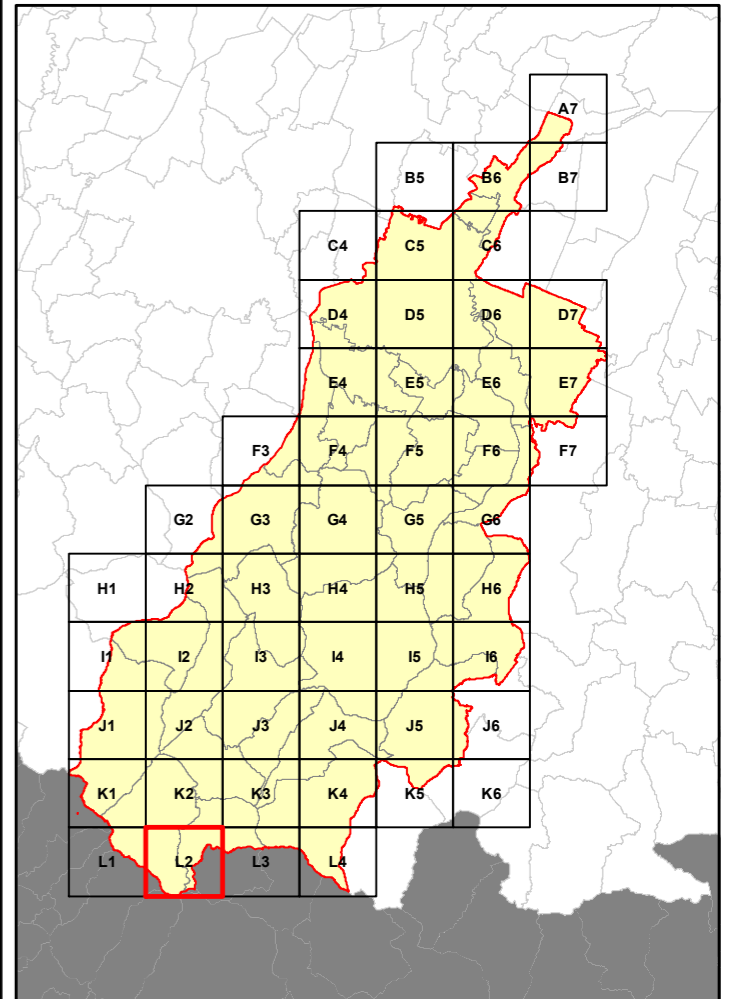 A7
B5 B6 B7
C4 C5 C6
D4 D5 D6 D7
E4 E5 E6 E7
F3 F4 F5 F6 F7
G2 G3 G4 G5 G6
H1 H2 H3 H4 H5 H6
I1 I2 I3 I4 I5 I6
J1 J2 J3 J4 J5 J6
K1 K2 K3 K4 K5 K6
L1 L2 L3 L4